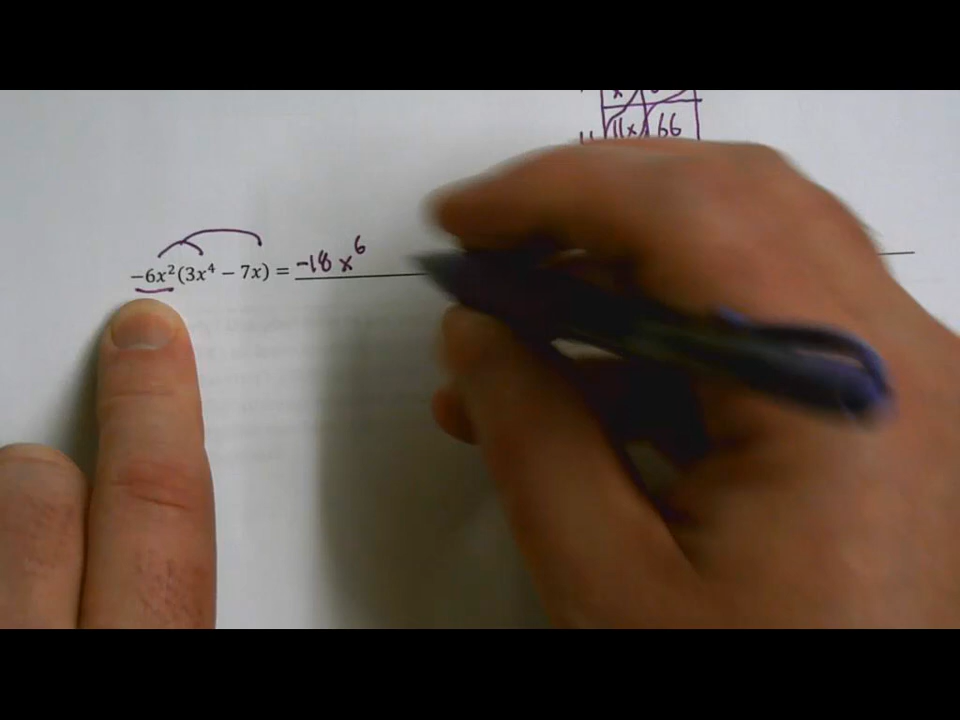 11x 66
−6x²(3x⁴ − 7x) = -18x⁶